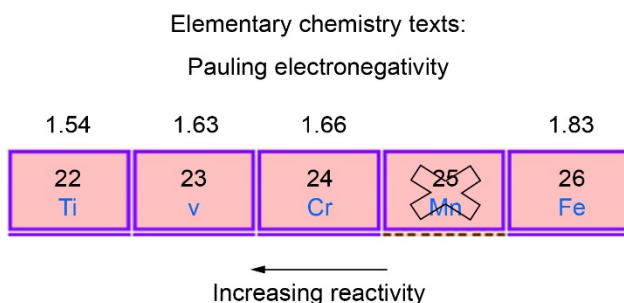 Elementary chemistry texts:
Pauling electronegativity
1.54 1.63 1.66 1.83
22 23 24 25 26
Ti v Cr Mn Fe
Increasing reactivity